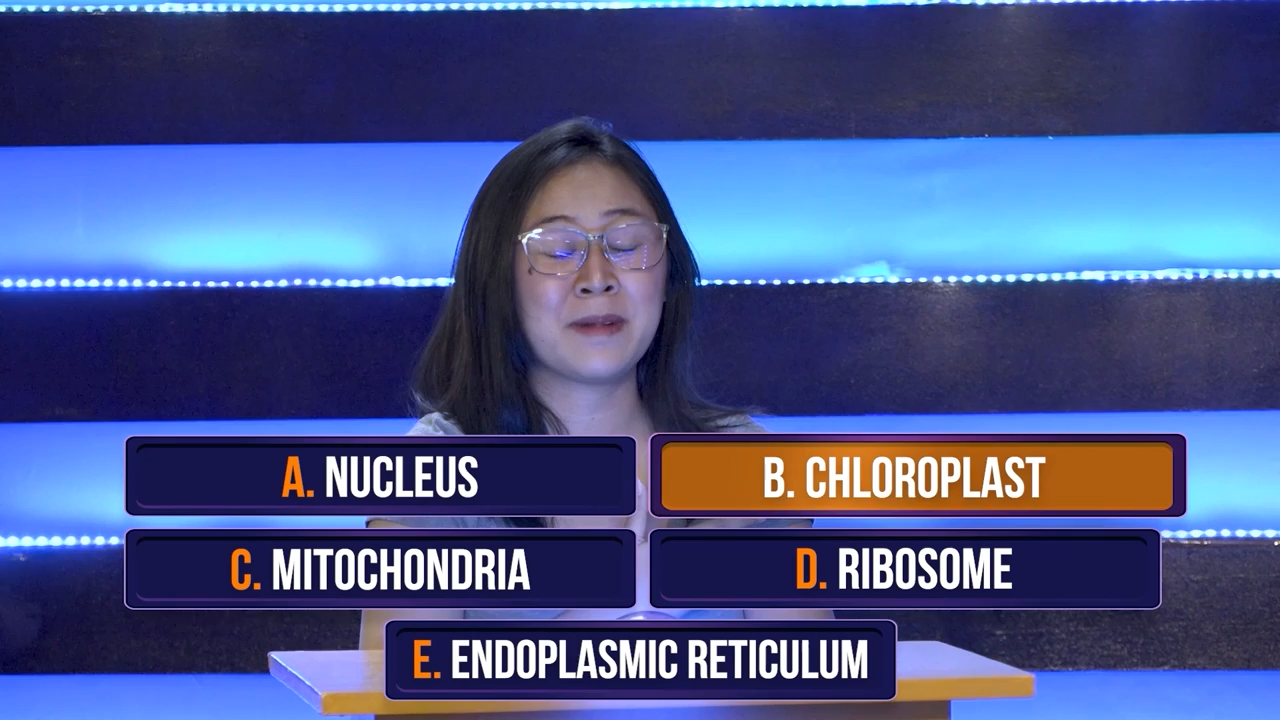 A. NUCLEUS
B. CHLOROPLAST
C. MITOCHONDRIA
D. RIBOSOME
E. ENDOPLASMIC RETICULUM